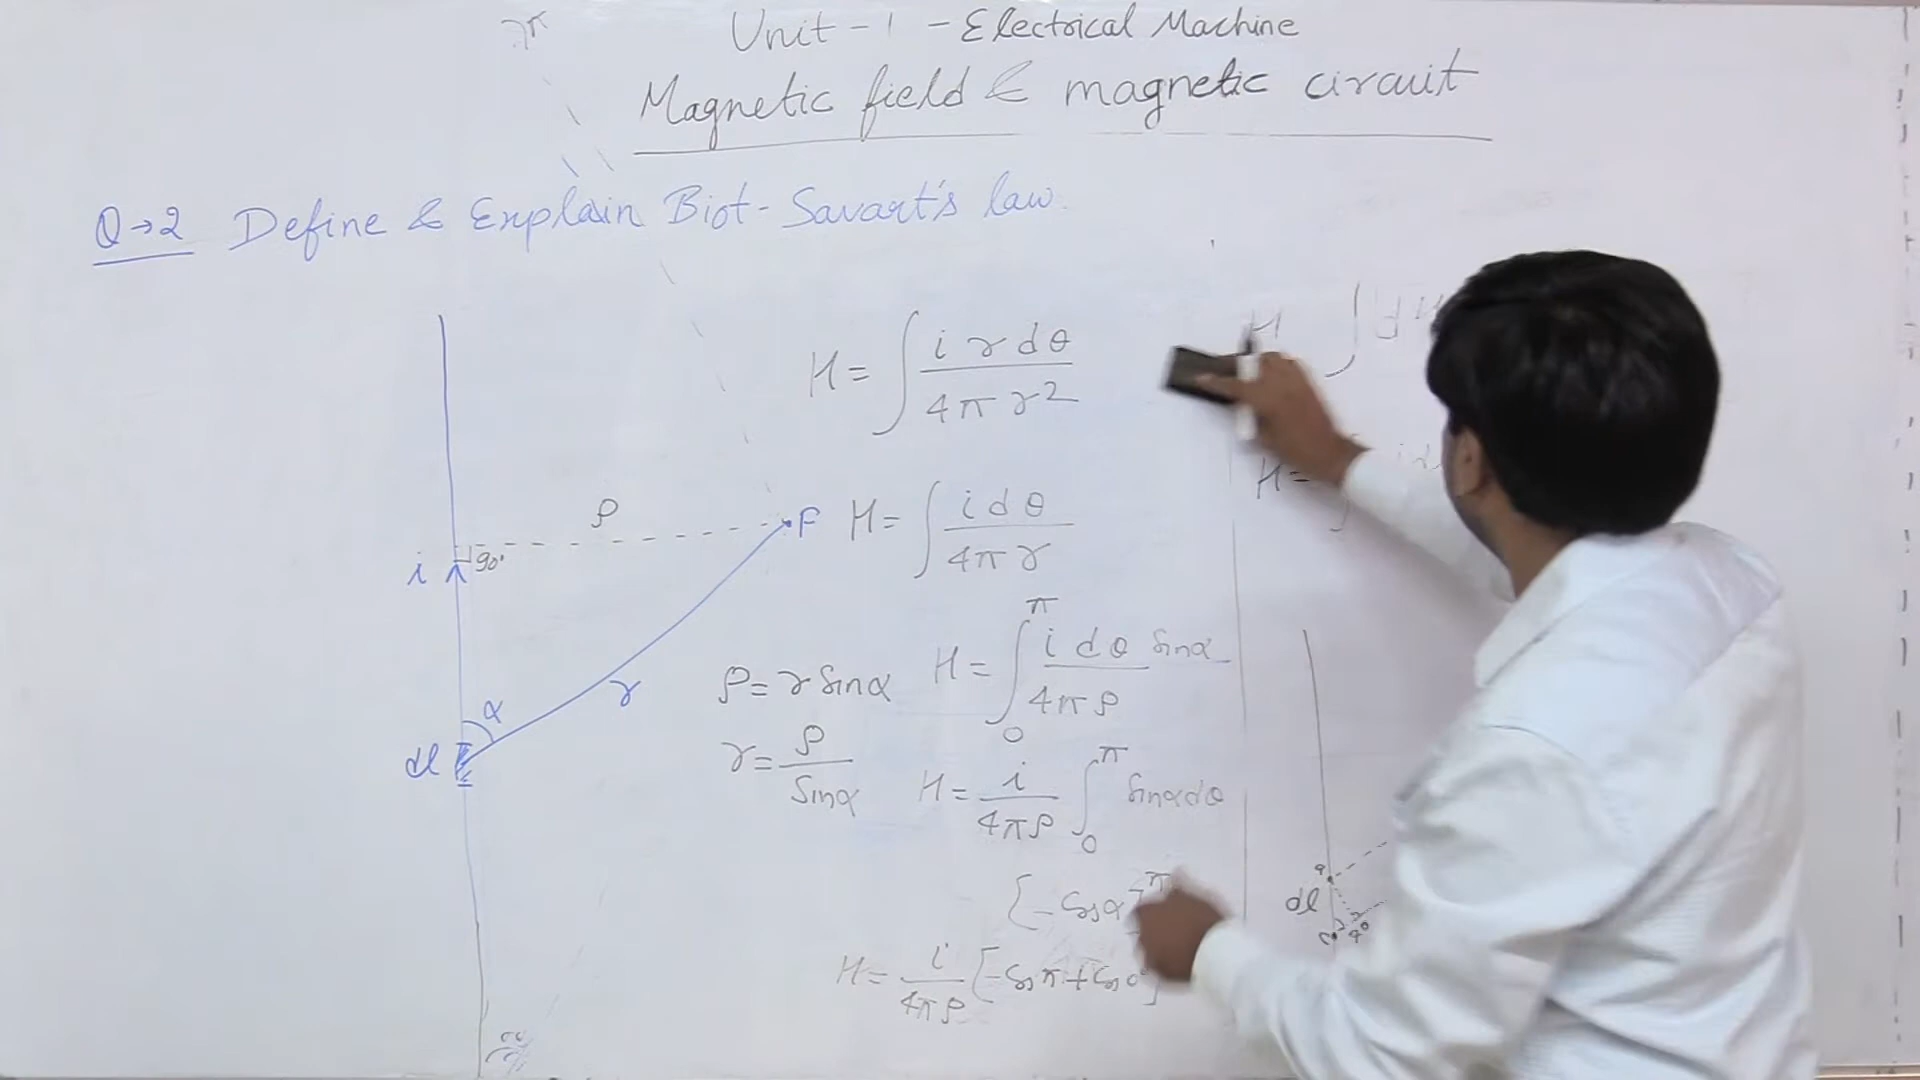 Unit - 1 - Electrical Machine
Magnetic field & magnetic circuit
Q→2 Define & Explain Biot-Savart's law.
H = ∫ i r dθ / 4π r²
H
ρ
90°
i
P
H = ∫ i dθ / 4π r
H =
α
r
dl
ρ = r Sinα
H = ∫₀^π i dθ Sinα / 4π ρ
r = ρ / Sinα
H = i / 4πρ ∫₀^π Sinα dθ
dl
[-Cosα]^π
H = i / 4πρ [-Cos π + Cos 0°]